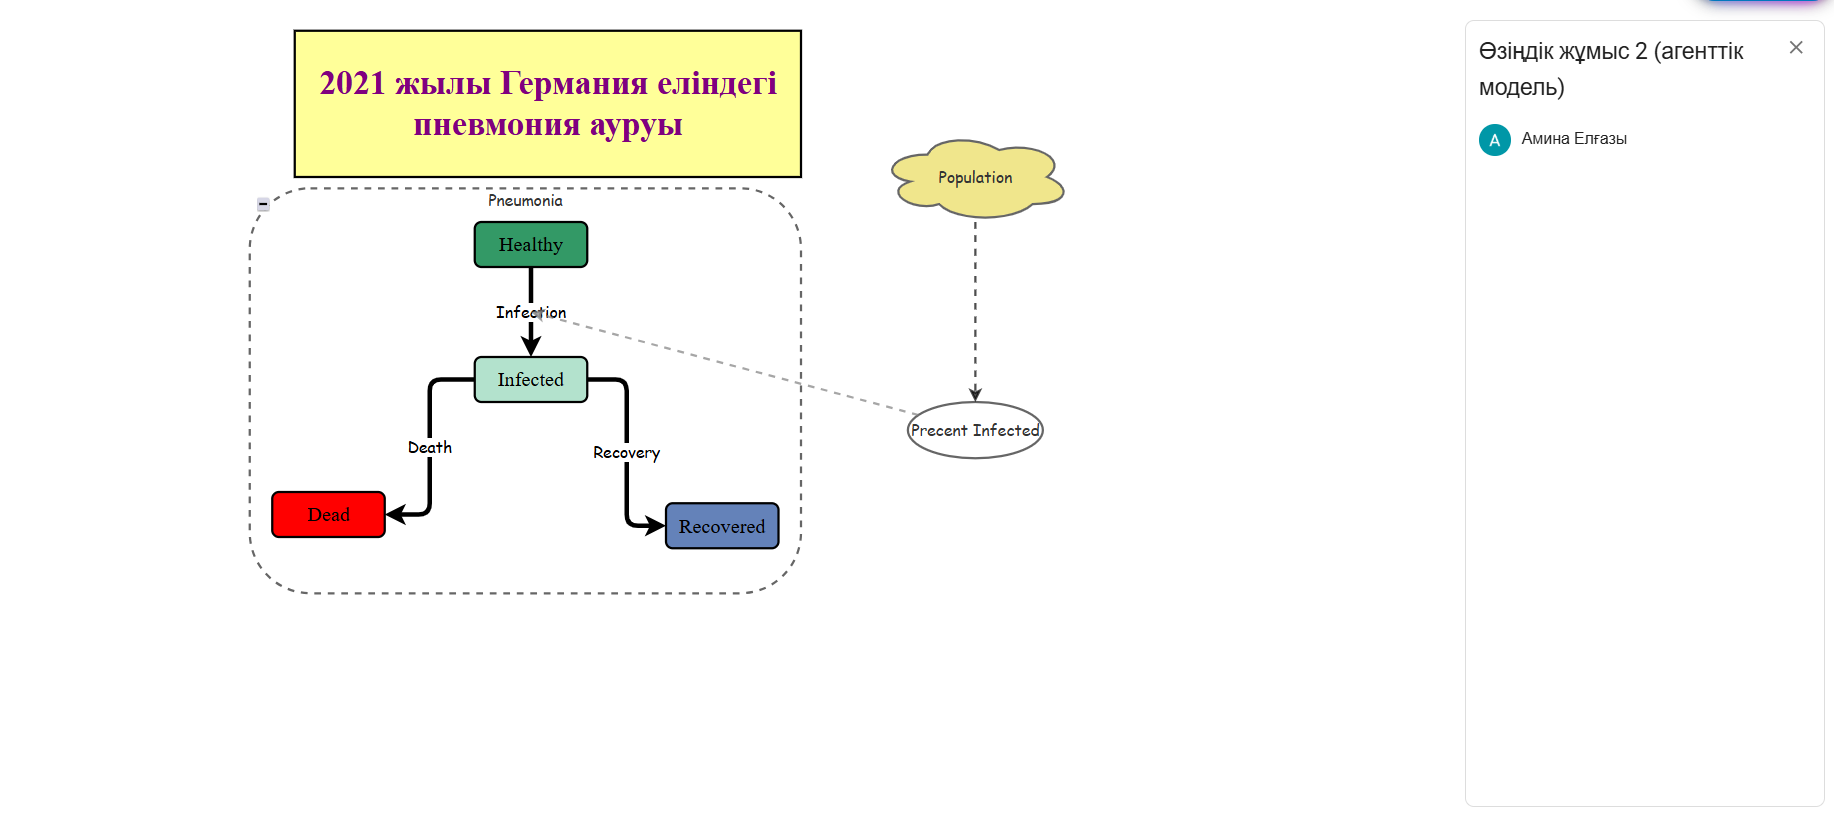 2021 жылы Германия еліндегі
пневмония ауруы
Pneumonia
Healthy
Infection
Infected
Death
Recovery
Dead
Recovered
Population
Precent Infected
Өзіңдік жұмыс 2 (агенттік
модель)
А
Амина Елғазы